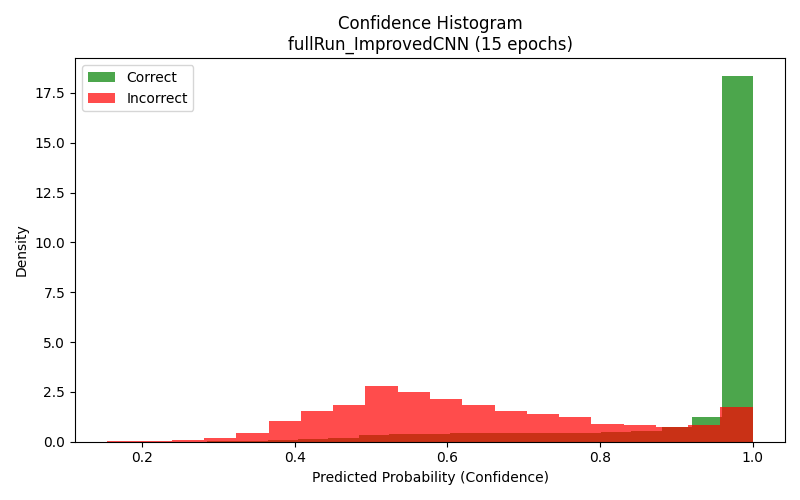 Confidence Histogram
fullRun_ImprovedCNN (15 epochs)
Correct
Incorrect
17.5
15.0
12.5
10.0
7.5
5.0
2.5
0.0
Density
0.2
0.4
0.6
0.8
1.0
Predicted Probability (Confidence)